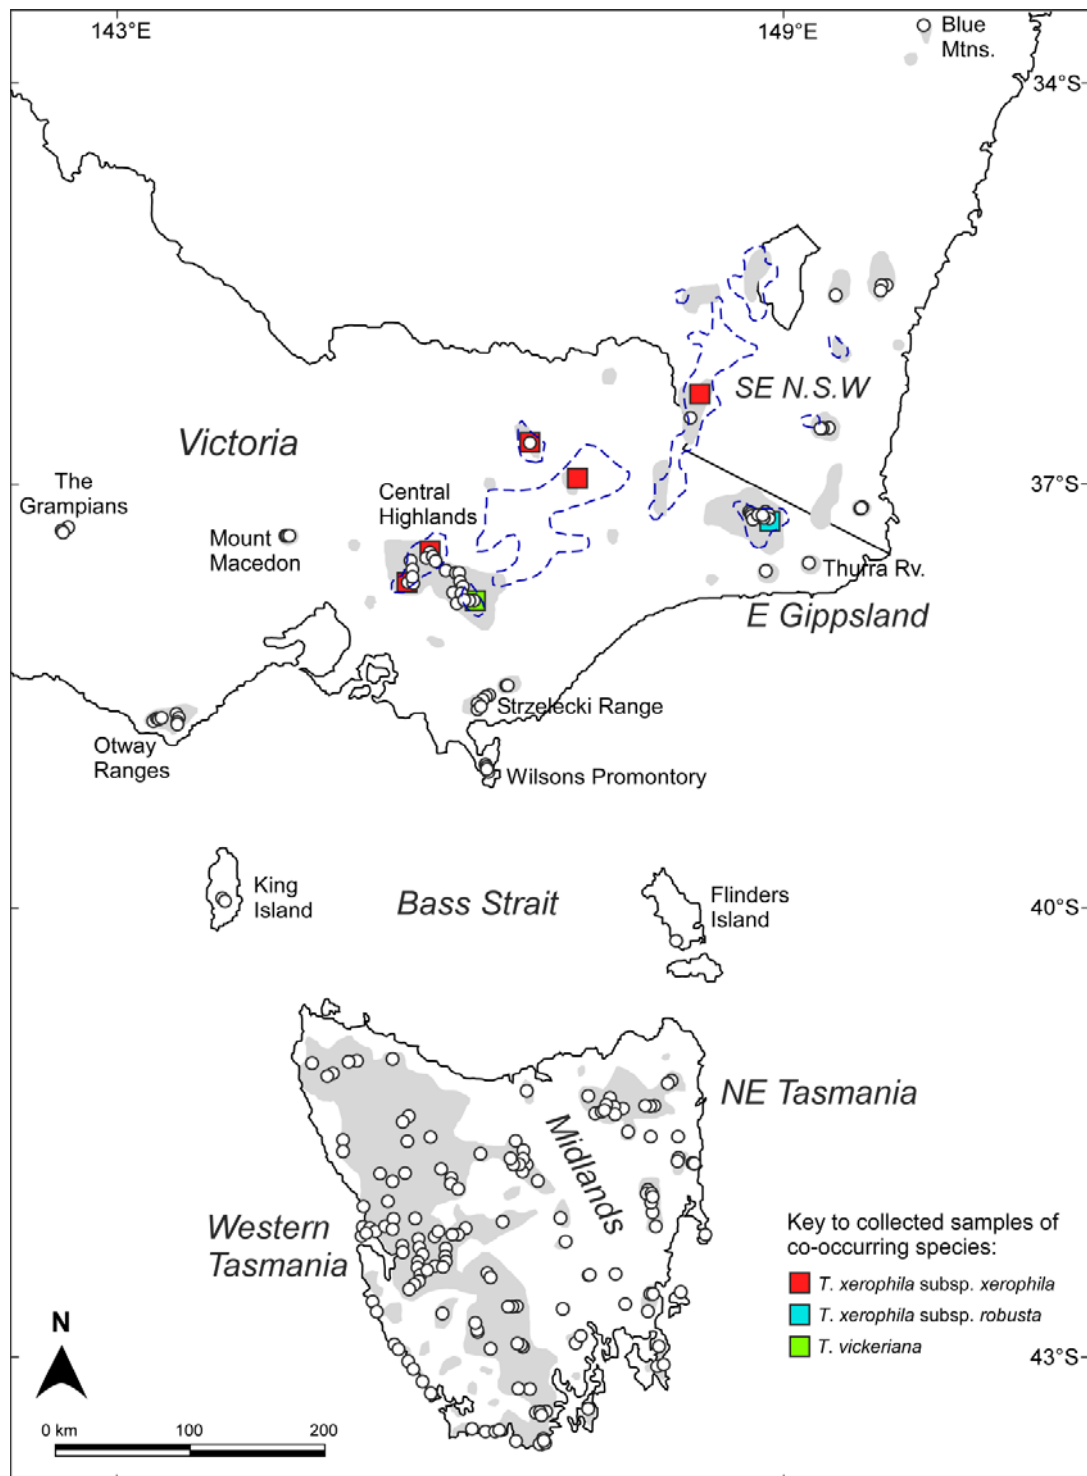 143°E
149°E
Blue
Mtns.
34°S
SE N.S.W
Victoria
37°S
The
Grampians
Central
Highlands
Mount
Macedon
Thurra Rv.
E Gippsland
Strzelecki Range
Otway
Ranges
Wilsons Promontory
King
Island
Bass Strait
Flinders
Island
40°S
NE Tasmania
Midlands
Western
Tasmania
Key to collected samples of
co-occurring species:
T. xerophila subsp. xerophila
T. xerophila subsp. robusta
T. vickeriana
N
43°S
0 km 100 200